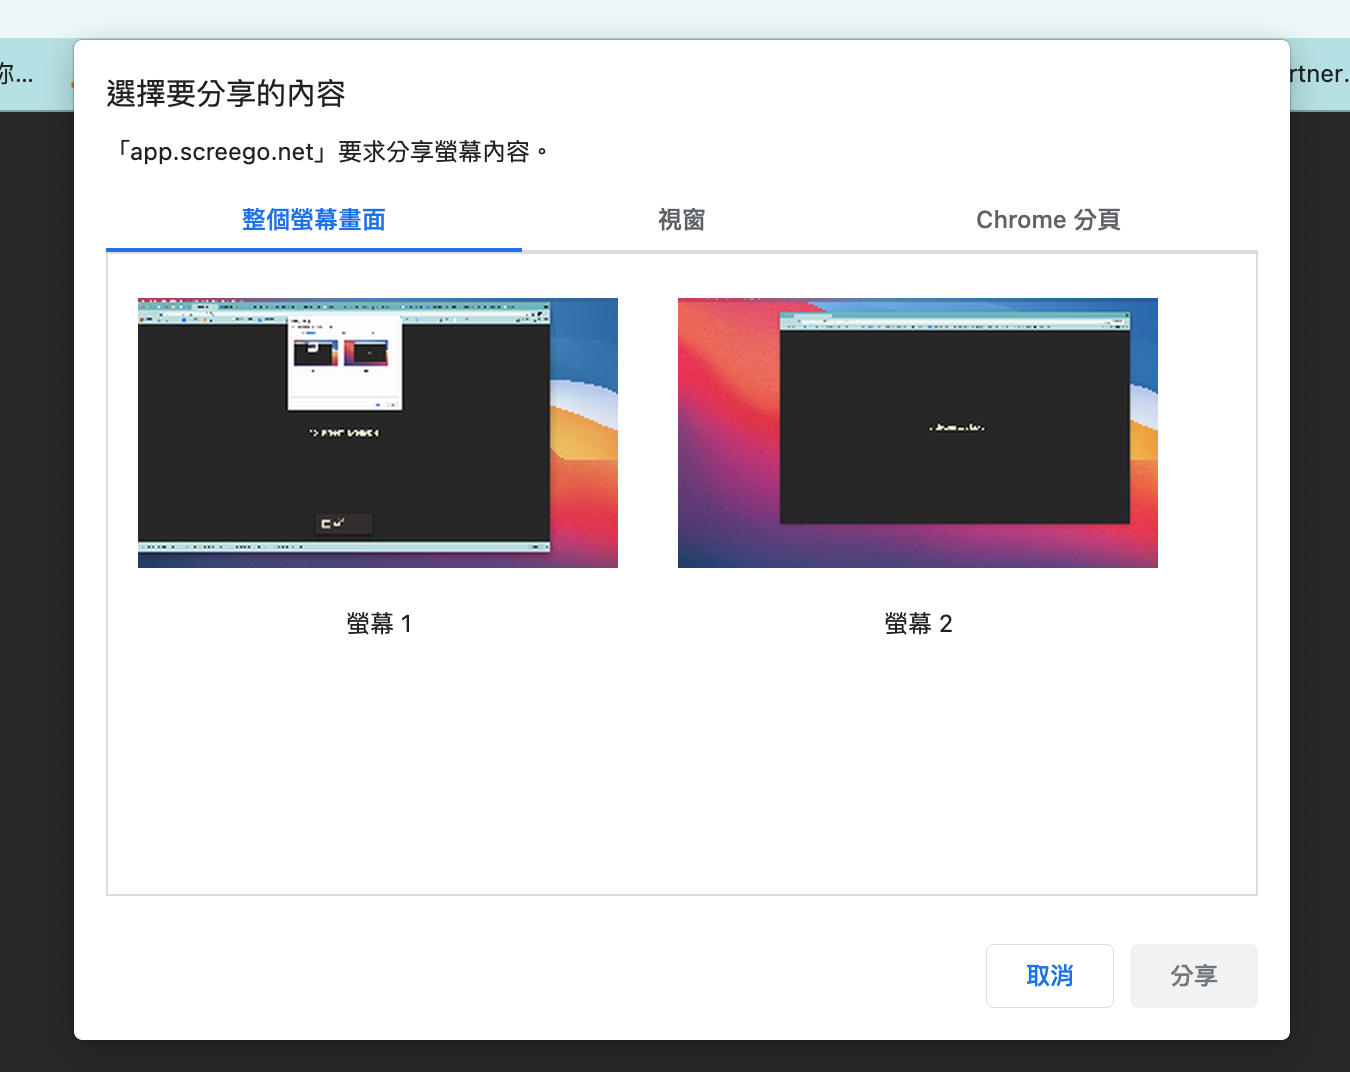 你...
rtner.
選擇要分享的內容
「app.screego.net」要求分享螢幕內容。
整個螢幕畫面
視窗
Chrome 分頁
螢幕 1
螢幕 2
取消
分享